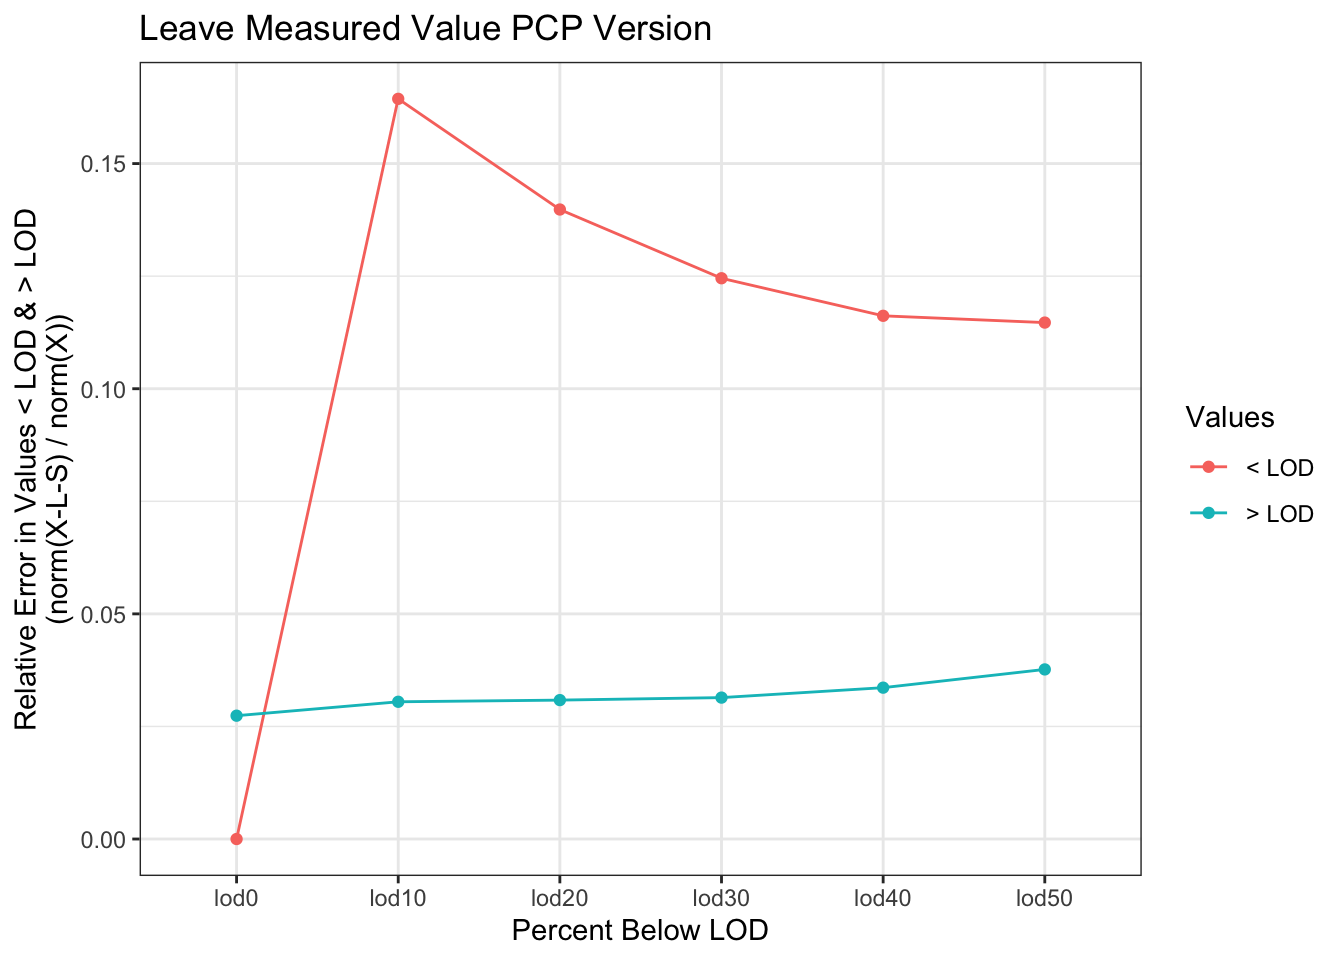 Leave Measured Value PCP Version
Relative Error in Values < LOD & > LOD
(norm(X-L-S) / norm(X))
0.15
0.10
0.05
0.00
lod0
lod10
lod20
lod30
lod40
lod50
Percent Below LOD
Values
< LOD
> LOD